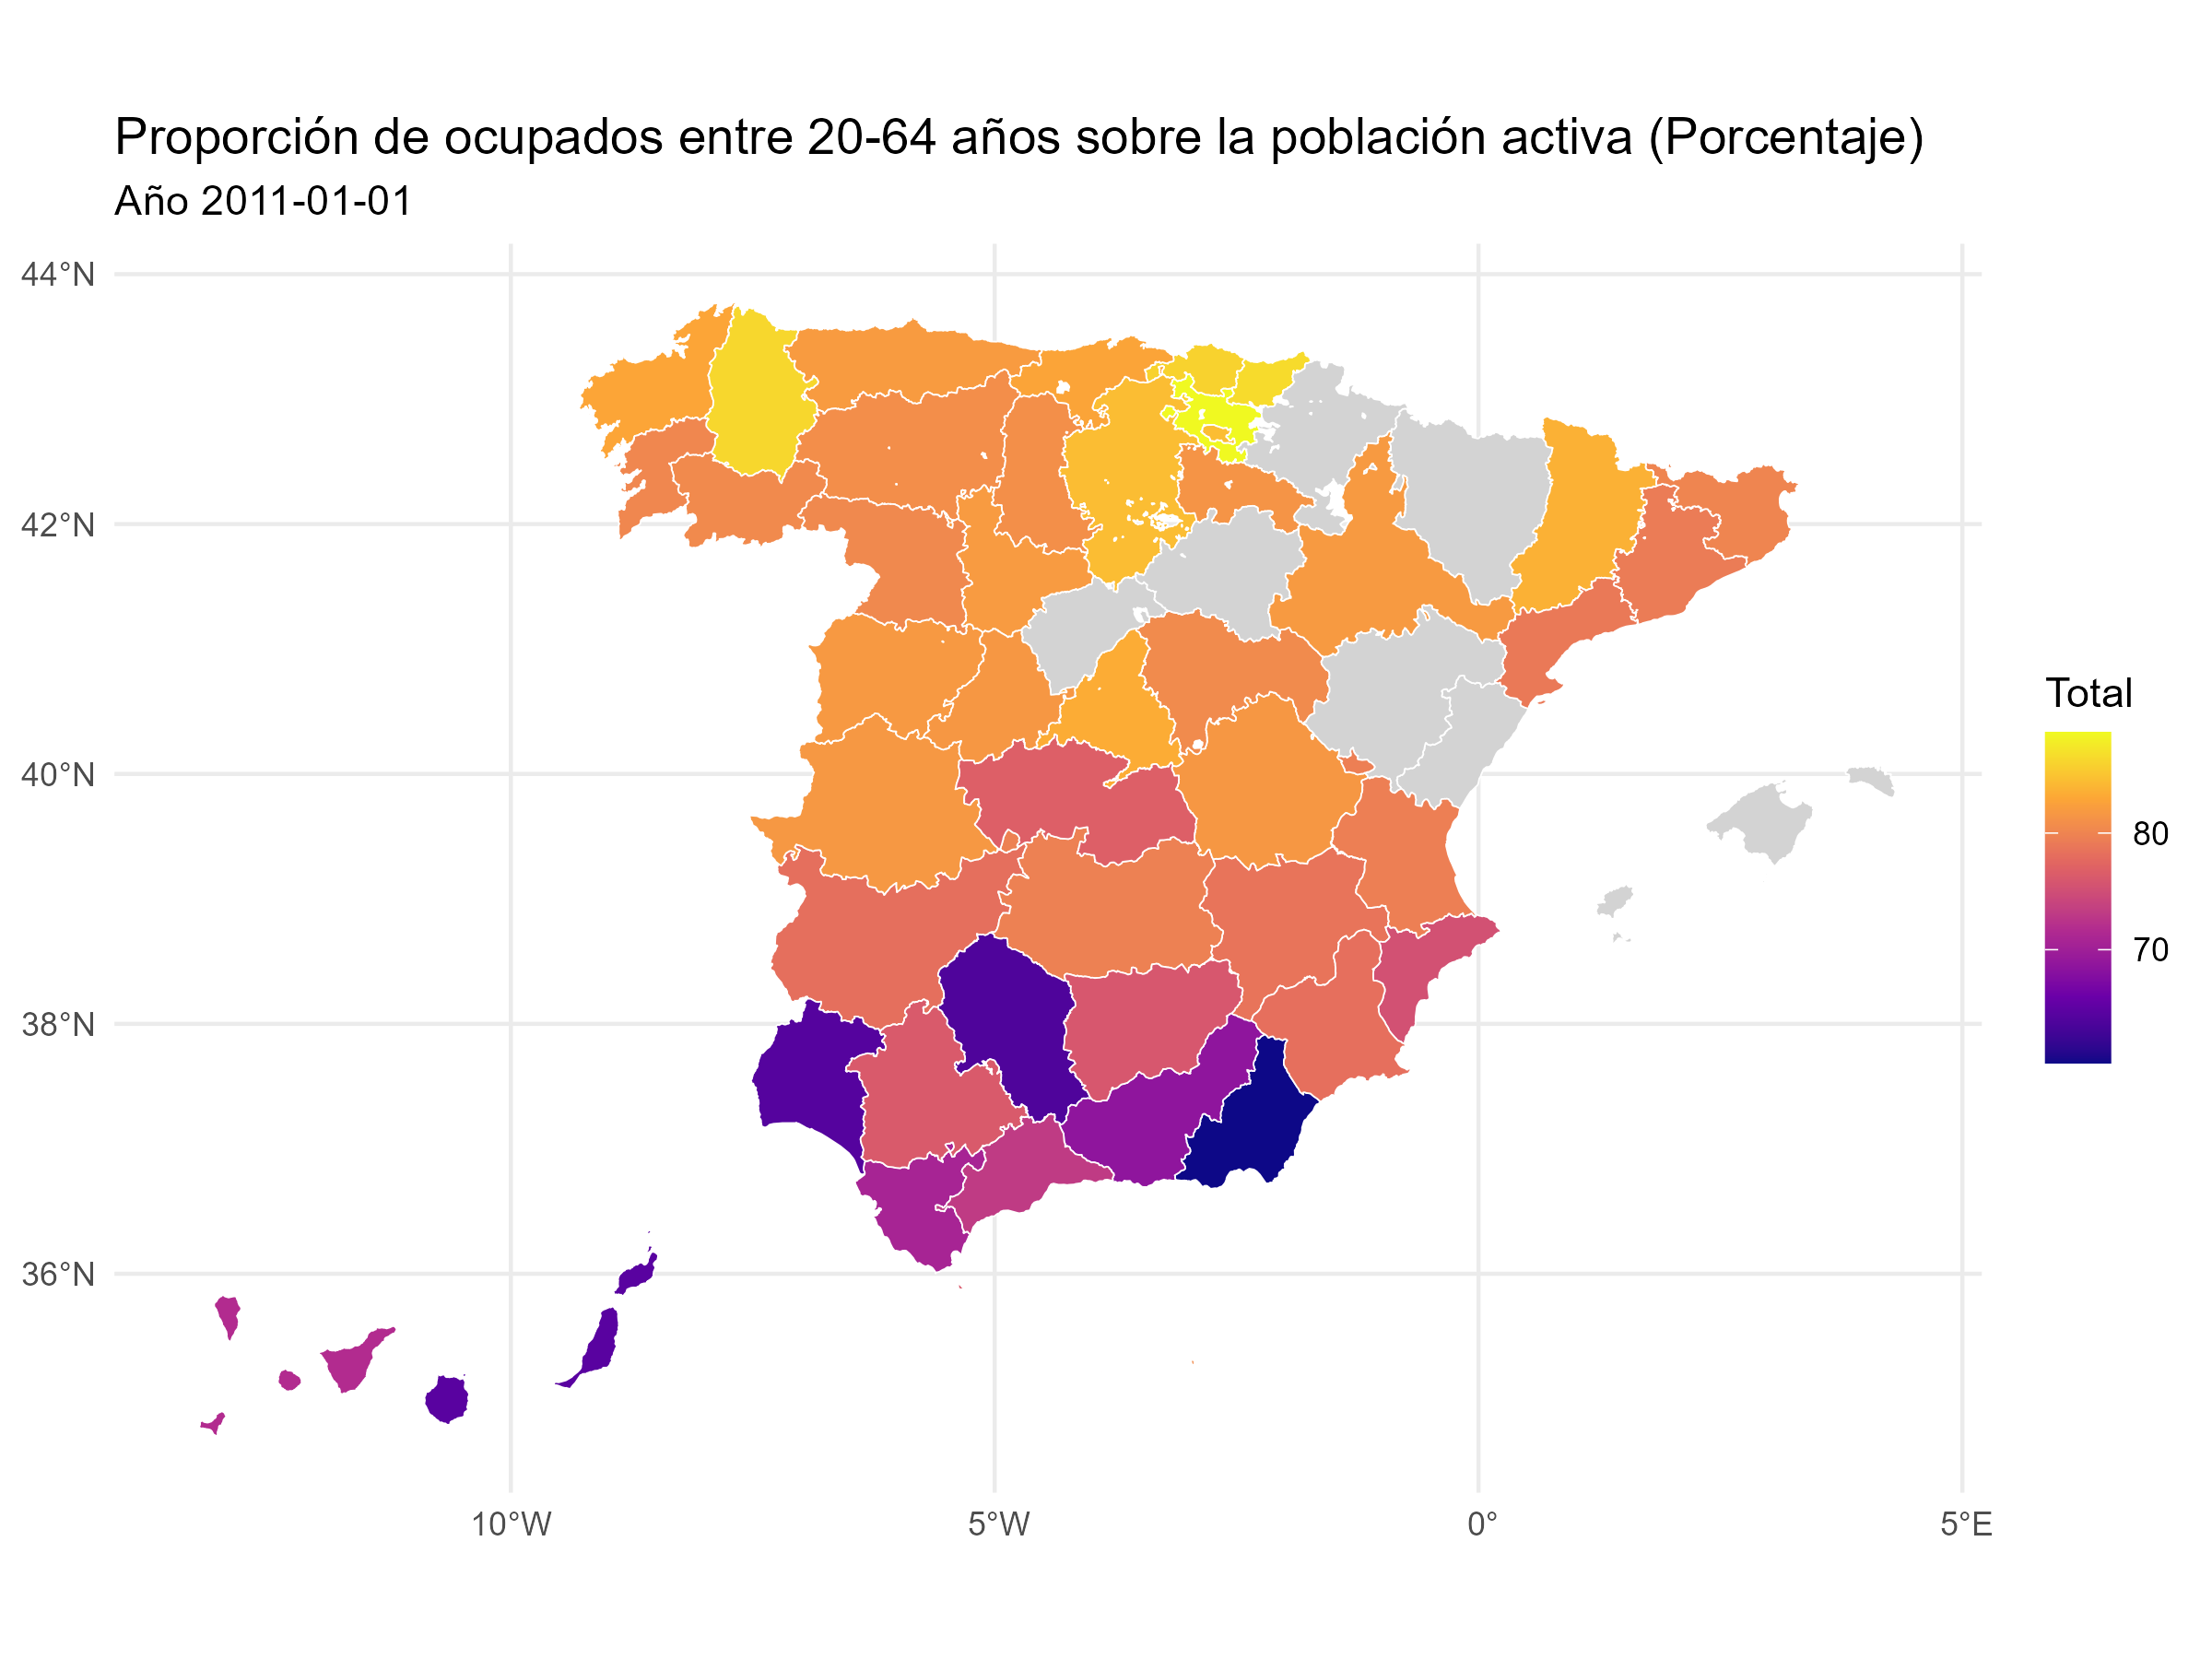 Proporción de ocupados entre 20-64 años sobre la población activa (Porcentaje)
Año 2011-01-01
44°N
42°N
40°N
38°N
36°N
10°W
5°W
0°
5°E
Total
80
70